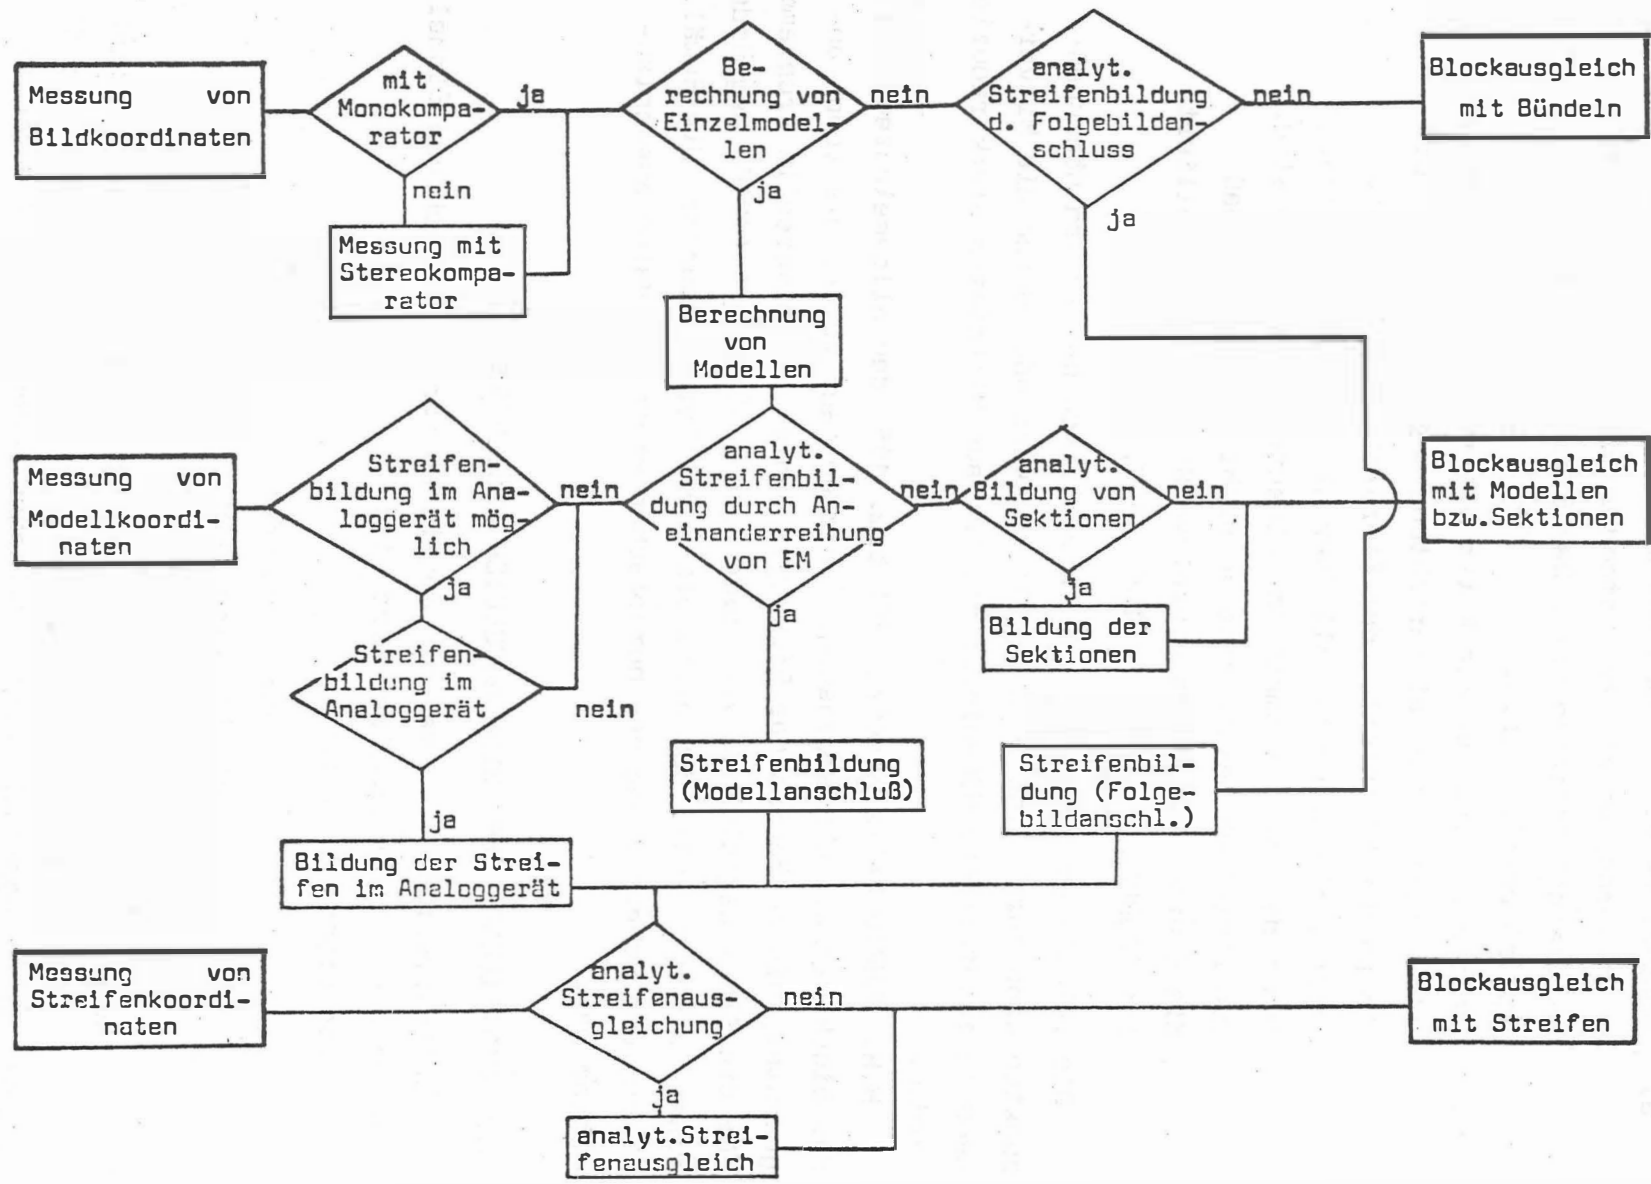 Messung von
Bildkoordinaten
mit
Monokompa-
rator
ja
nein
Messung mit
Stereokompa-
rator
Be-
rechnung von
Einzelmodel-
len
nein
ja
analyt.
Streifenbildung
d. Folgebildan-
schluss
nein
ja
Blockausgleich
mit Bündeln
Berechnung
von
Modellen
Messung von
Modellkoordi-
naten
Streifen-
bildung im Ana-
loggerät mög-
lich
nein
ja
Streifen-
bildung im
Analoggerät
nein
ja
Bildung der Strei-
fen im Analoggerät
analyt.
Streifenbil-
dung durch An-
einanderreihung
von EM
nein
ja
Streifenbildung
(Modellanschluß)
analyt.
Bildung von
Sektionen
nein
ja
Bildung der
Sektionen
Blockausgleich
mit Modellen
bzw.Sektionen
Streifenbil-
dung (Folge-
bildanschl.)
Messung von
Streifenkoordi-
naten
analyt.
Streifenaus-
gleichung
nein
ja
analyt.Strei-
fenausgleich
Blockausgleich
mit Streifen